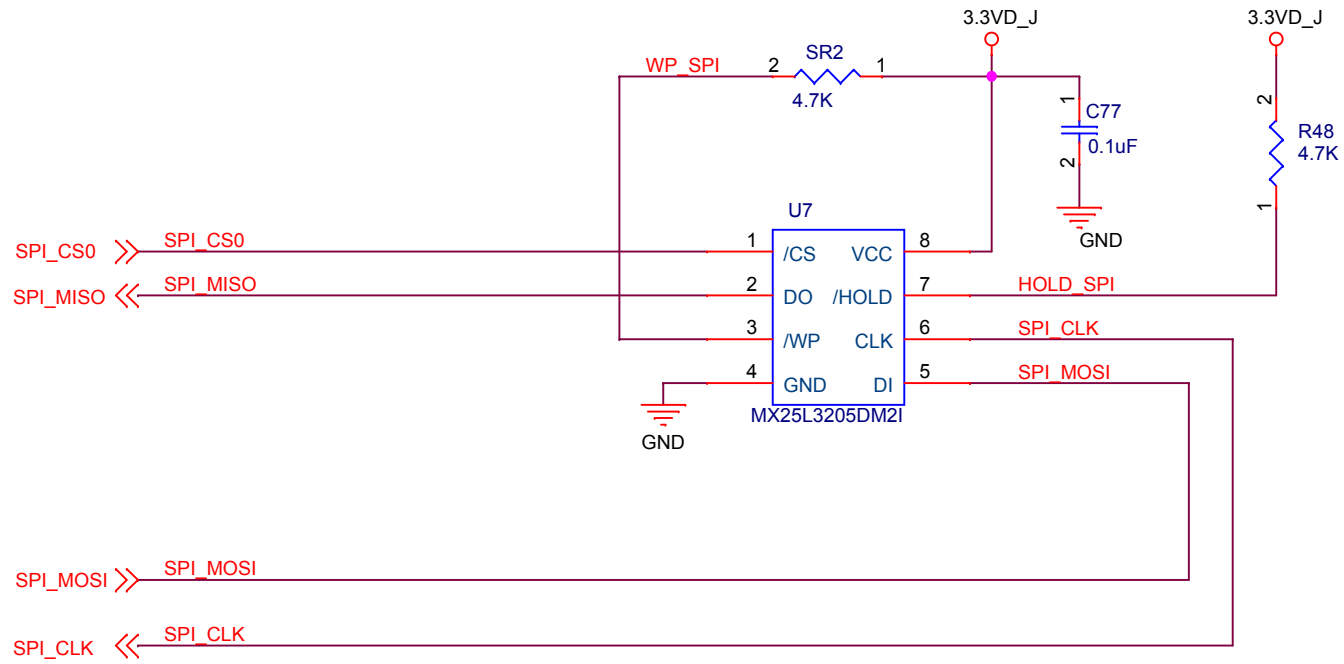 3.3VD_J
3.3VD_J
SR2
WP_SPI
2
1
4.7K
1
C77
0.1uF
2
GND
2
R48
4.7K
1
U7
SPI_CS0
SPI_CS0
1
/CS
VCC
8
SPI_MISO
SPI_MISO
2
DO
/HOLD
7
HOLD_SPI
3
/WP
CLK
6
SPI_CLK
4
GND
DI
5
SPI_MOSI
MX25L3205DM2I
GND
SPI_MOSI
SPI_MOSI
SPI_CLK
SPI_CLK